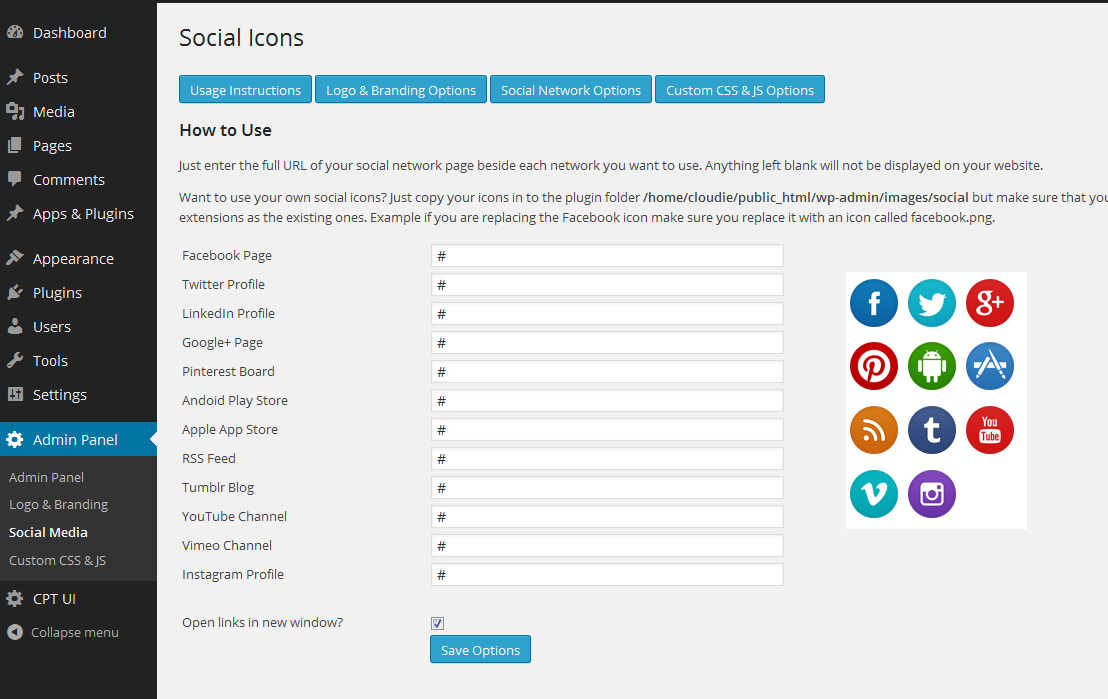 Dashboard
Posts
Media
Pages
Comments
Apps & Plugins
Appearance
Plugins
Users
Tools
Settings
Admin Panel
Admin Panel
Logo & Branding
Social Media
Custom CSS & JS
CPT UI
Collapse menu
Social Icons
Usage Instructions
Logo & Branding Options
Social Network Options
Custom CSS & JS Options
How to Use
Just enter the full URL of your social network page beside each network you want to use. Anything left blank will not be displayed on your website.
Want to use your own social icons? Just copy your icons in to the plugin folder /home/cloudie/public_html/wp-admin/images/social but make sure that you
extensions as the existing ones. Example if you are replacing the Facebook icon make sure you replace it with an icon called facebook.png.
Facebook Page #
Twitter Profile #
LinkedIn Profile #
Google+ Page #
Pinterest Board #
Andoid Play Store #
Apple App Store #
RSS Feed #
Tumblr Blog #
YouTube Channel #
Vimeo Channel #
Instagram Profile #
Open links in new window?
Save Options
f
g+
t
You
Tube